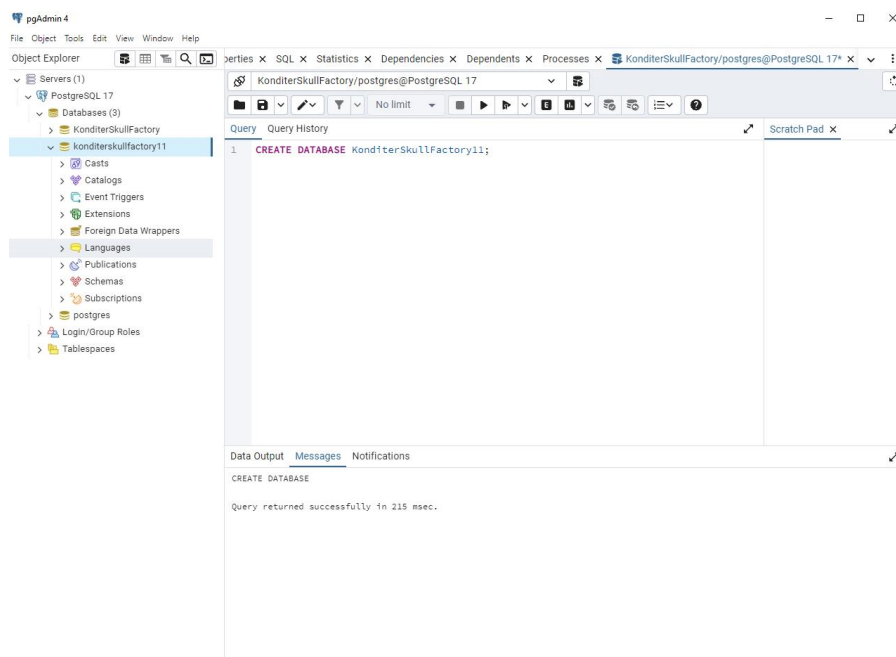 pgAdmin 4
File Object Tools Edit View Window Help
Object Explorer
perties SQL Statistics Dependencies Dependents Processes KonditerSkullFactory/postgres@PostgreSQL 17*
Servers (1)
PostgreSQL 17
Databases (3)
KonditerSkullFactory
konditerskullfactory11
Casts
Catalogs
Event Triggers
Extensions
Foreign Data Wrappers
Languages
Publications
Schemas
Subscriptions
postgres
Login/Group Roles
Tablespaces
KonditerSkullFactory/postgres@PostgreSQL 17
No limit
Query Query History
Scratch Pad
1 CREATE DATABASE KonditerSkullFactory11;
Data Output Messages Notifications
CREATE DATABASE
Query returned successfully in 215 msec.